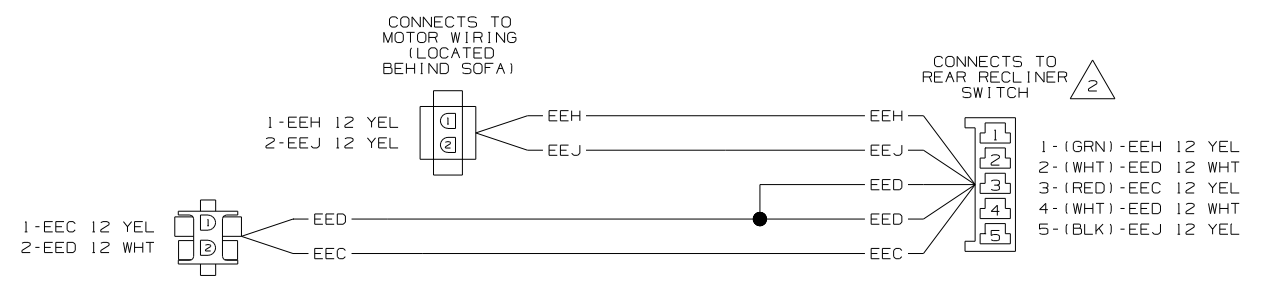 CONNECTS TO
MOTOR WIRING
(LOCATED
BEHIND SOFA)
1-EEH 12 YEL
2-EEJ 12 YEL
1
2
EEH
EEH
EEJ
EEJ
EED
CONNECTS TO
REAR RECLINER
SWITCH
2
1
2
3
4
5
1-(GRN)-EEH 12 YEL
2-(WHT)-EED 12 WHT
3-(RED)-EEC 12 YEL
4-(WHT)-EED 12 WHT
5-(BLK)-EEJ 12 YEL
1-EEC 12 YEL
2-EED 12 WHT
1
2
EED
EED
EEC
EEC